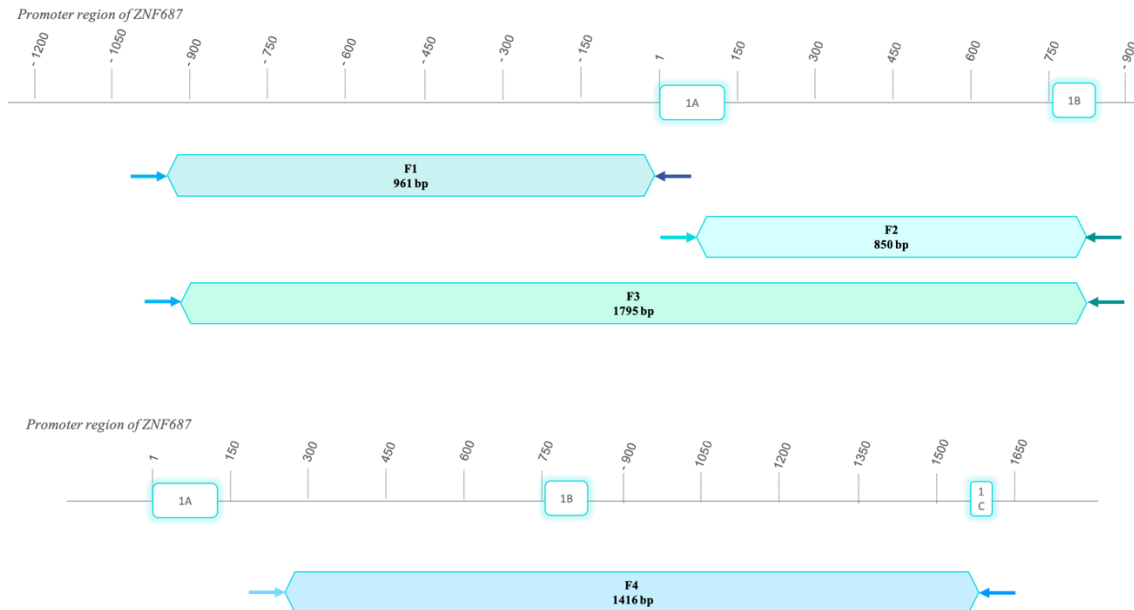 Promoter region of ZNF687
- 1200 - 1050 - 900 - 750 - 600 - 450 - 300 - 150 1 150 300 450 600 750 - 900
1A 1B
F1
961 bp
F2
850 bp
F3
1795 bp
Promoter region of ZNF687
1 150 300 450 600 750 - 900 1050 1200 1350 1500 1650
1A 1B 1
C
F4
1416 bp